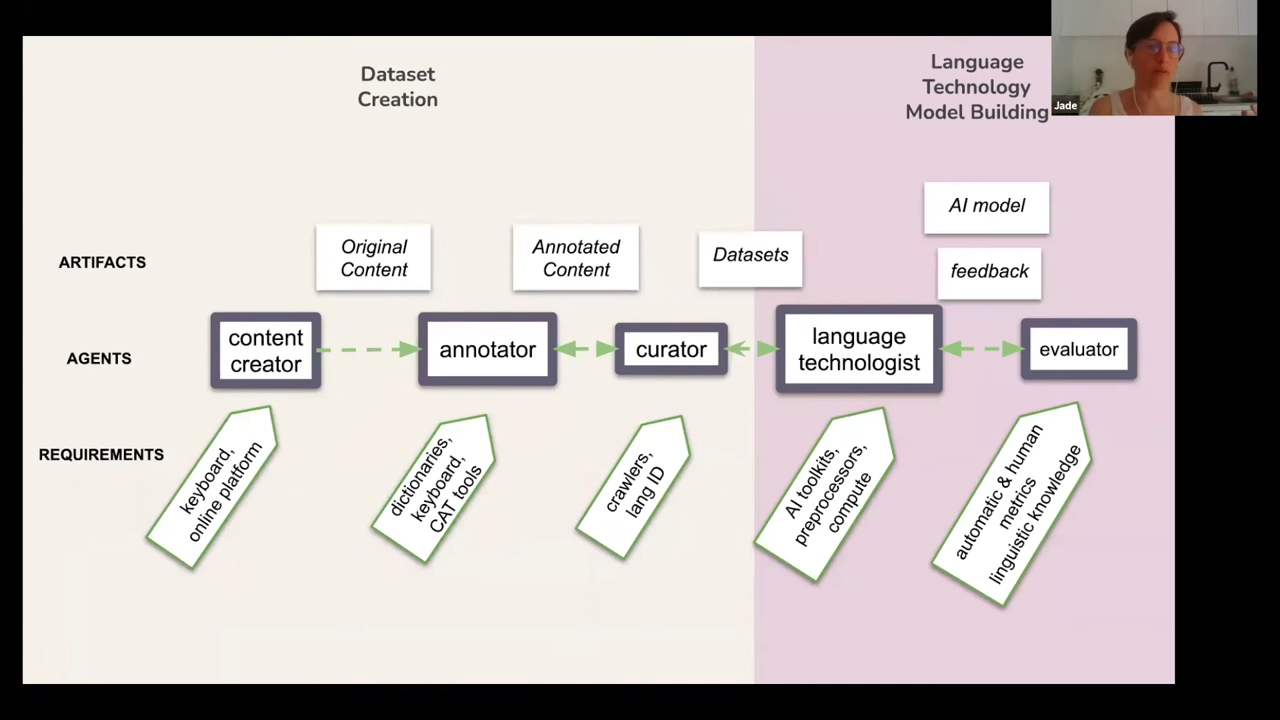 Dataset
Creation
Language
Technology
Model Building
Jade
AI model
Original
Content
Annotated
Content
Datasets
feedback
ARTIFACTS
AGENTS
content
creator
annotator
curator
language
technologist
evaluator
REQUIREMENTS
keyboard,
online platform
dictionaries,
keyboard,
CAT tools
crawlers,
lang ID
AI toolkits,
preprocessors,
compute
automatic & human
metrics
linguistic knowledge